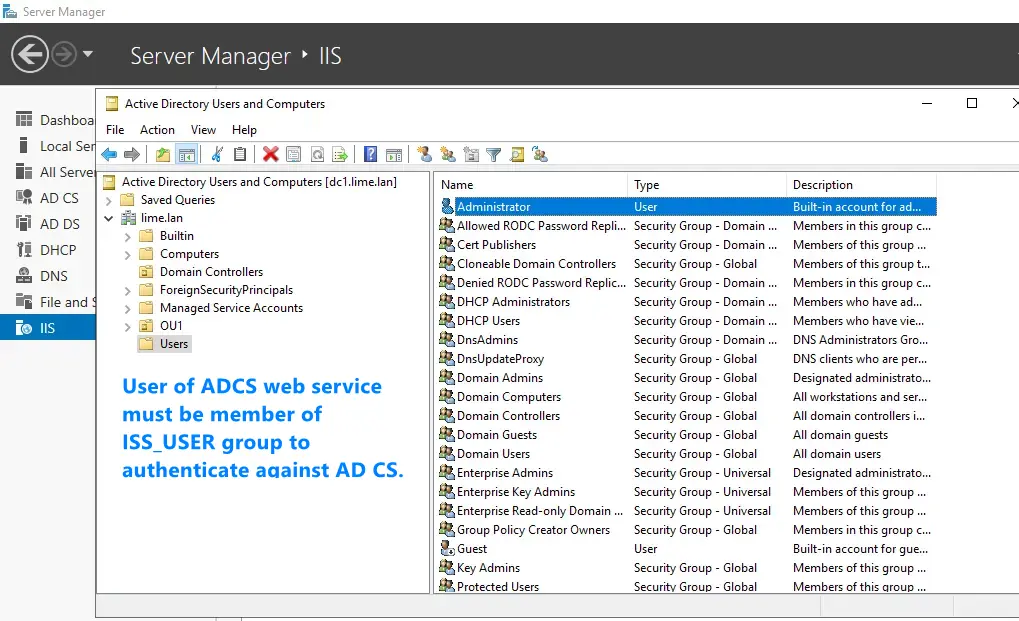 Server Manager
Server Manager ‣ IIS
Active Directory Users and Computers
File Action View Help
Dashboa
Local Ser
All Server
AD CS
AD DS
DHCP
DNS
File and S
IIS
Active Directory Users and Computers [dc1.lime.lan]
Saved Queries
lime.lan
Builtin
Computers
Domain Controllers
ForeignSecurityPrincipals
Managed Service Accounts
OU1
Users
User of ADCS web service
must be member of
ISS_USER group to
authenticate against AD CS.
Name Type Description
Administrator User Built-in account for ad...
Allowed RODC Password Repli... Security Group - Domain ... Members in this group c...
Cert Publishers Security Group - Domain ... Members of this group ...
Cloneable Domain Controllers Security Group - Global Members of this group t...
Denied RODC Password Replic... Security Group - Domain ... Members in this group c...
DHCP Administrators Security Group - Domain ... Members who have ad...
DHCP Users Security Group - Domain ... Members who have vie...
DnsAdmins Security Group - Domain ... DNS Administrators Gro...
DnsUpdateProxy Security Group - Global DNS clients who are per...
Domain Admins Security Group - Global Designated administrato...
Domain Computers Security Group - Global All workstations and ser...
Domain Controllers Security Group - Global All domain controllers i...
Domain Guests Security Group - Global All domain guests
Domain Users Security Group - Global All domain users
Enterprise Admins Security Group - Universal Designated administrato...
Enterprise Key Admins Security Group - Universal Members of this group ...
Enterprise Read-only Domain ... Security Group - Universal Members of this group ...
Group Policy Creator Owners Security Group - Global Members in this group c...
Guest User Built-in account for gue...
Key Admins Security Group - Global Members of this group ...
Protected Users Security Group - Global Members of this group ...